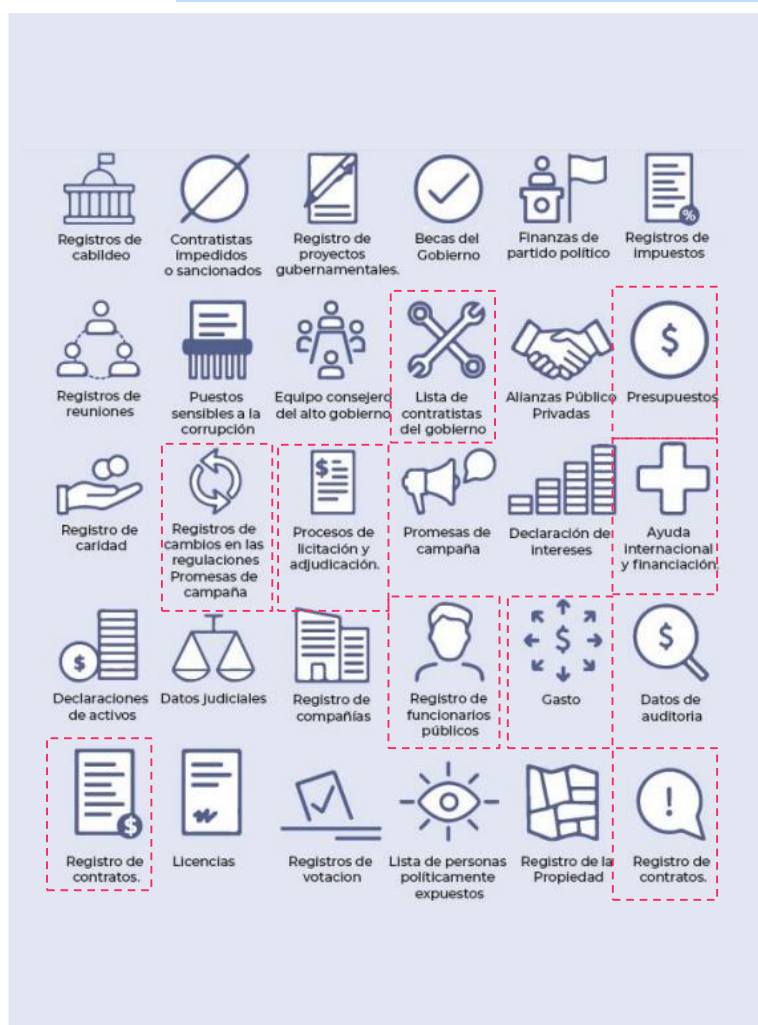 Registros de
cabildeo
Contratistas
impedidos
o sancionados
Registro de
proyectos
gubernamentales.
Becas del
Gobierno
Finanzas de
partido político
Registros de
impuestos
%
Registros de
reuniones
Puestos
sensibles a la
corrupción
Equipo consejero
del alto gobierno
Lista de
contratistas
del gobierno
Alianzas Público
Privadas
$
Presupuestos
Registro de
caridad
Registros de
cambios en las
regulaciones
Promesas de
campaña
$
Procesos de
licitación y
adjudicación.
Promesas de
campaña
Declaración de
intereses
Ayuda
internacional
y financiación.
$
Declaraciones
de activos
Datos judiciales
Registro de
compañías
Registro de
funcionarios
públicos
$
Gasto
$
Datos de
auditoria
$
Registro de
contratos.
Licencias
Registros de
votacion
Lista de personas
políticamente
expuestos
Registro de la
Propiedad
!
Registro de
contratos.